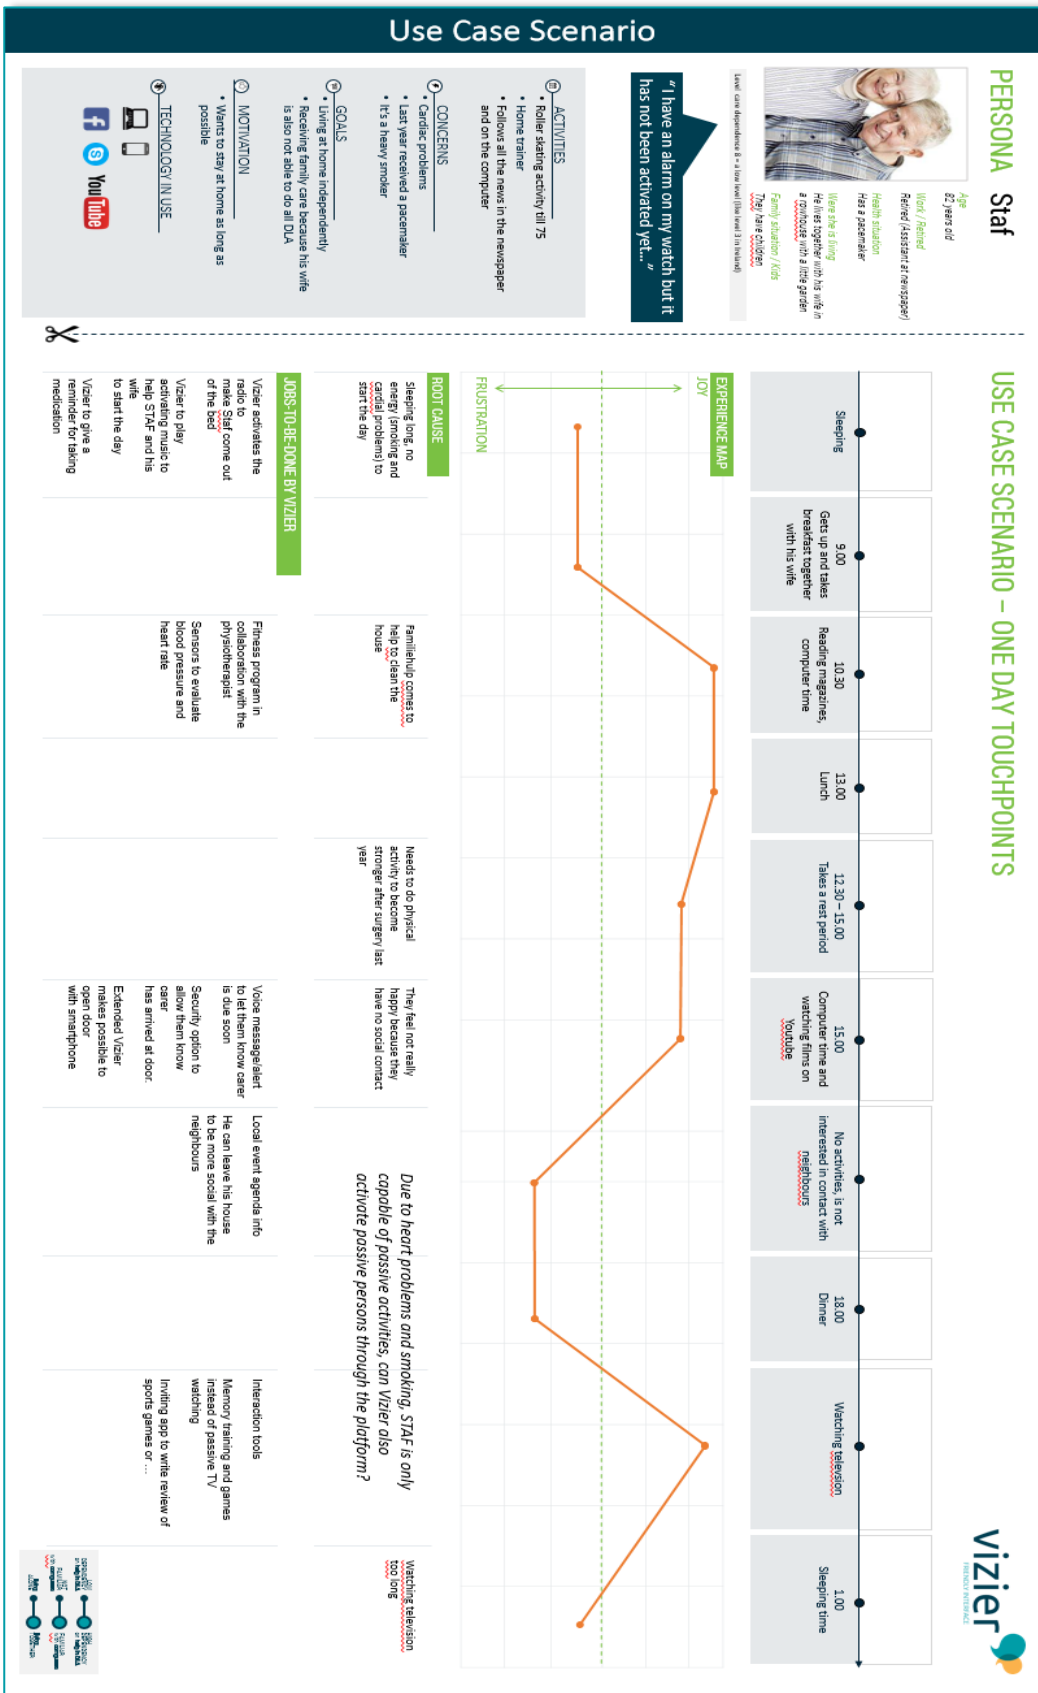 Use Case Scenario
PERSONA Staf
Age
82 years old
Work / Retired
Retired (Assistant at newspaper)
Health situation
Has a pacemaker
Were she is living
He lives together with his wife in
a rowhouse with a little garden
Family situation / Kids
They have children
Level care dependence 8 = a low level (like level 3 in Ireland)
"I have an alarm on my watch but it
has not been activated yet..."
ACTIVITIES
• Roller skating activity till 75
• Home trainer
• Follows all the news in the newspaper
and on the computer
CONCERNS
• Cardiac problems
• Last year received a pacemaker
• It's a heavy smoker
GOALS
• Living at home independently
• Receiving family care because his wife
is also not able to do all DLA
MOTIVATION
• Wants to stay at home as long as
possible
TECHNOLOGY IN USE
You Tube
USE CASE SCENARIO – ONE DAY TOUCHPOINTS
vizier
FRIENDLY INTERFACE
Sleeping
9.00
Gets up and takes
breakfast together
with his wife
10.30
Reading magazines,
computer time
13.00
Lunch
12.30 – 15.00
Takes a rest period
15.00
Computer time and
watching films on
Youtube
No activities, is not
interested in contact with
neighbours
18.00
Dinner
Watching televsion
1.00
Sleeping time
EXPERIENCE MAP
JOY
FRUSTRATION
ROOT CAUSE
Sleeping long, no
energy (smoking and
cardial problems) to
start the day
Familiehulp comes to
help to clean the
house
Needs to do physical
activity to become
stronger after surgery last
year
They feel not really
happy because they
have no social contact
Due to heart problems and smoking, STAF is only
capable of passive activities, can Vizier also
activate passive persons through the platform?
Watching television
too long
JOBS-TO-BE-DONE BY VIZIER
Vizier activates the
radio to
make Staf come out
of the bed
Vizier to play
activating music to
help STAF and his
wife
to start the day
Vizier to give a
reminder for taking
medication
Fitness program in
collaboration with the
physiotherapist
Sensors to evaluate
blood pressure and
heart rate
Voice message/alert
to let them know carer
is due soon
Security option to
allow them know
carer
has arrived at door.
Extended Vizier
makes possible to
open door
with smartphone
Local event agenda info
He can leave his house
to be more social with the
neighbours
Interaction tools
Memory training and games
instead of passive TV
watching
Inviting app to write review of
sports games or ...